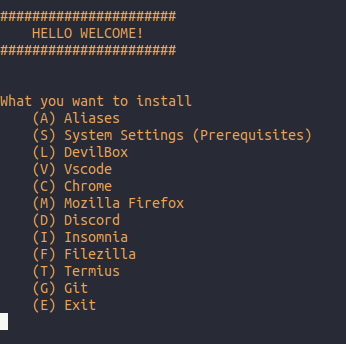 ######################
HELLO WELCOME!
######################
What you want to install
(A) Aliases
(S) System Settings (Prerequisites)
(L) DevilBox
(V) Vscode
(C) Chrome
(M) Mozilla Firefox
(D) Discord
(I) Insomnia
(F) Filezilla
(T) Termius
(G) Git
(E) Exit